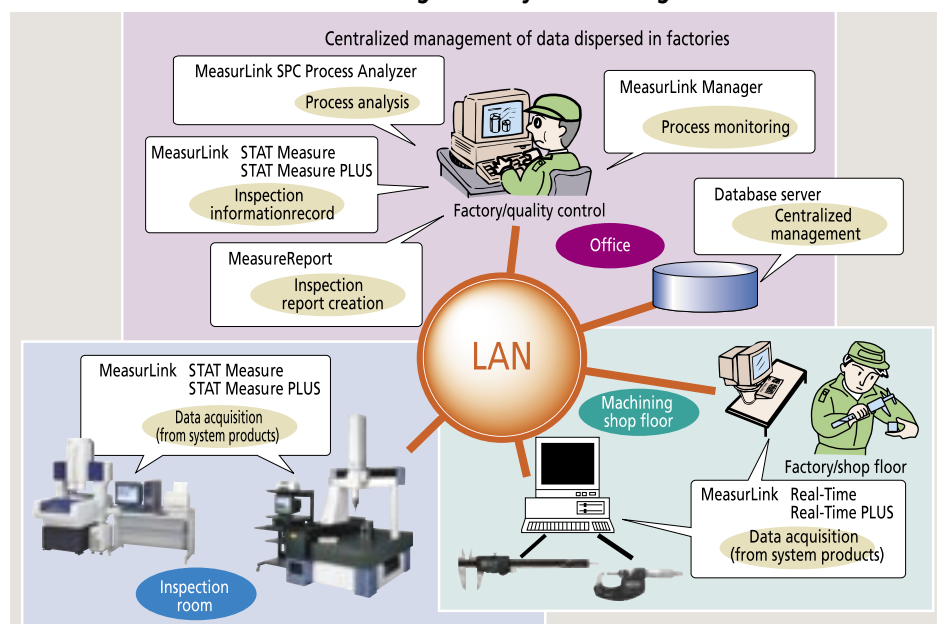 Centralized management of data dispersed in factories
MeasurLink SPC Process Analyzer
Process analysis
MeasurLink Manager
Process monitoring
MeasurLink STAT Measure
STAT Measure PLUS
Inspection
informationrecord
Factory/quality control
Database server
Centralized
management
Office
MeasureReport
Inspection
report creation
LAN
MeasurLink STAT Measure
STAT Measure PLUS
Data acquisition
(from system products)
Machining
shop floor
Factory/shop floor
MeasurLink Real-Time
Real-Time PLUS
Data acquisition
(from system products)
Inspection
room